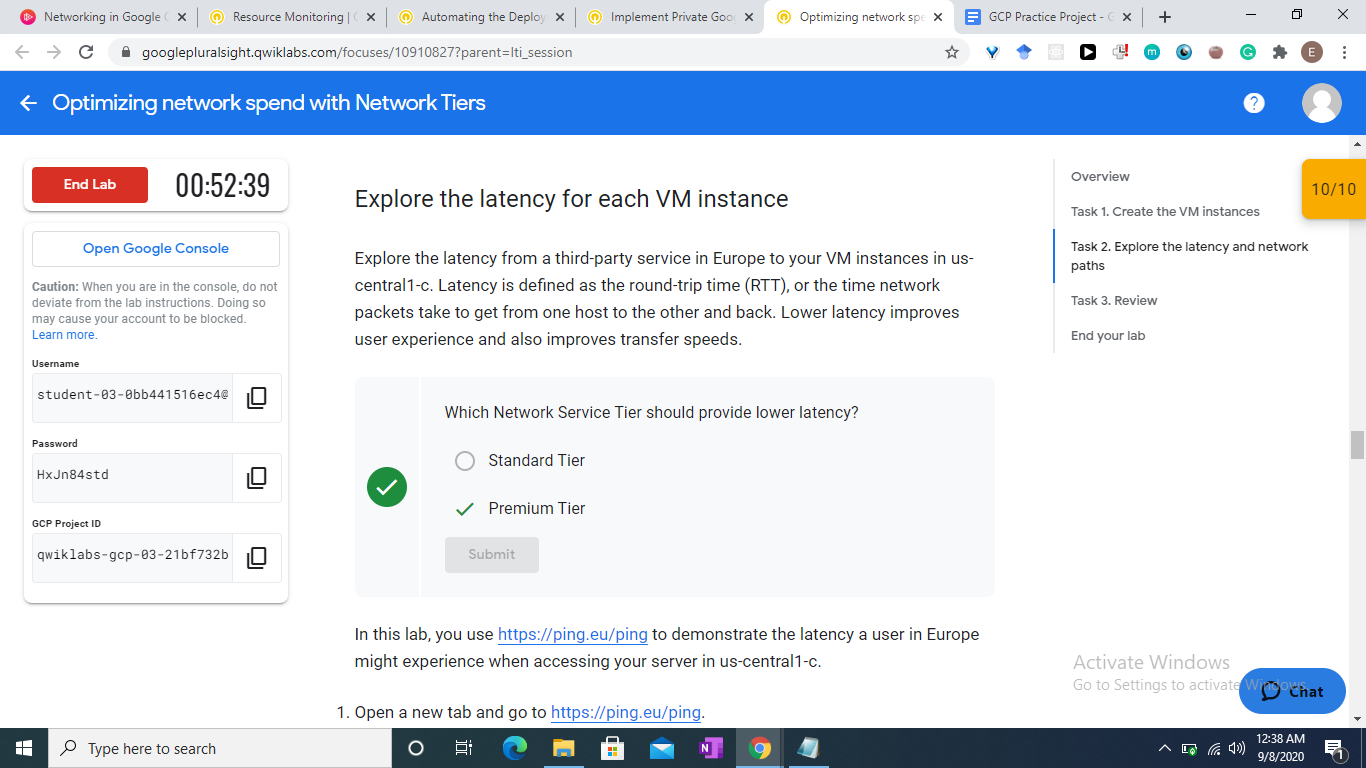 Networking in Google C
Resource Monitoring | G
Automating the Deploy
Implement Private Goo
Optimizing network spe
GCP Practice Project - G
googlepluralsight.qwiklabs.com/focuses/10910827?parent=lti_session
E
Optimizing network spend with Network Tiers
?
End Lab
00:52:39
Open Google Console
Caution: When you are in the console, do not
deviate from the lab instructions. Doing so
may cause your account to be blocked.
Learn more.
Username
student-03-0bb441516ec4@
Password
HxJn84std
GCP Project ID
qwiklabs-gcp-03-21bf732b
Explore the latency for each VM instance
Explore the latency from a third-party service in Europe to your VM instances in us-
central1-c. Latency is defined as the round-trip time (RTT), or the time network
packets take to get from one host to the other and back. Lower latency improves
user experience and also improves transfer speeds.
Which Network Service Tier should provide lower latency?
Standard Tier
Premium Tier
Submit
In this lab, you use https://ping.eu/ping to demonstrate the latency a user in Europe
might experience when accessing your server in us-central1-c.
1. Open a new tab and go to https://ping.eu/ping.
Overview
Task 1. Create the VM instances
Task 2. Explore the latency and network
paths
Task 3. Review
End your lab
10/10
Activate Windows
Go to Settings to activate Windows.
Chat
Type here to search
12:38 AM
9/8/2020
1